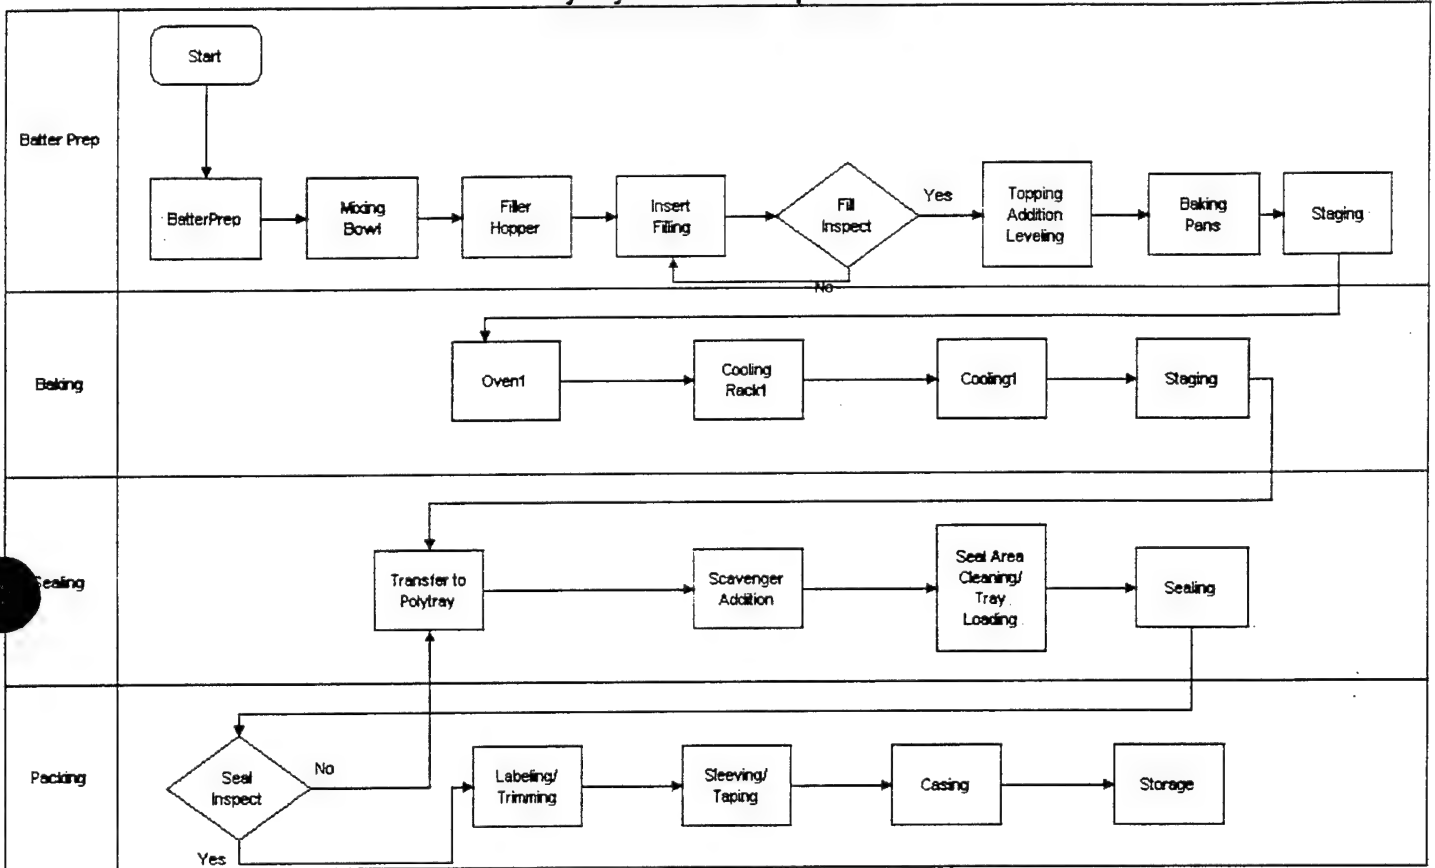 Start
Batter Prep
BatterPrep
Mixing
Bowl
Filler
Hopper
Insert
Filling
Fill
Inspect
Yes
No
Topping
Addition
Leveling
Baking
Pans
Staging
Baking
Oven1
Cooling
Rack1
Cooling1
Staging
Sealing
Transfer to
Polytray
Scavenger
Addition
Seal Area
Cleaning/
Tray
Loading
Sealing
Packing
Seal
Inspect
No
Yes
Labeling/
Trimming
Sleeving/
Taping
Casing
Storage